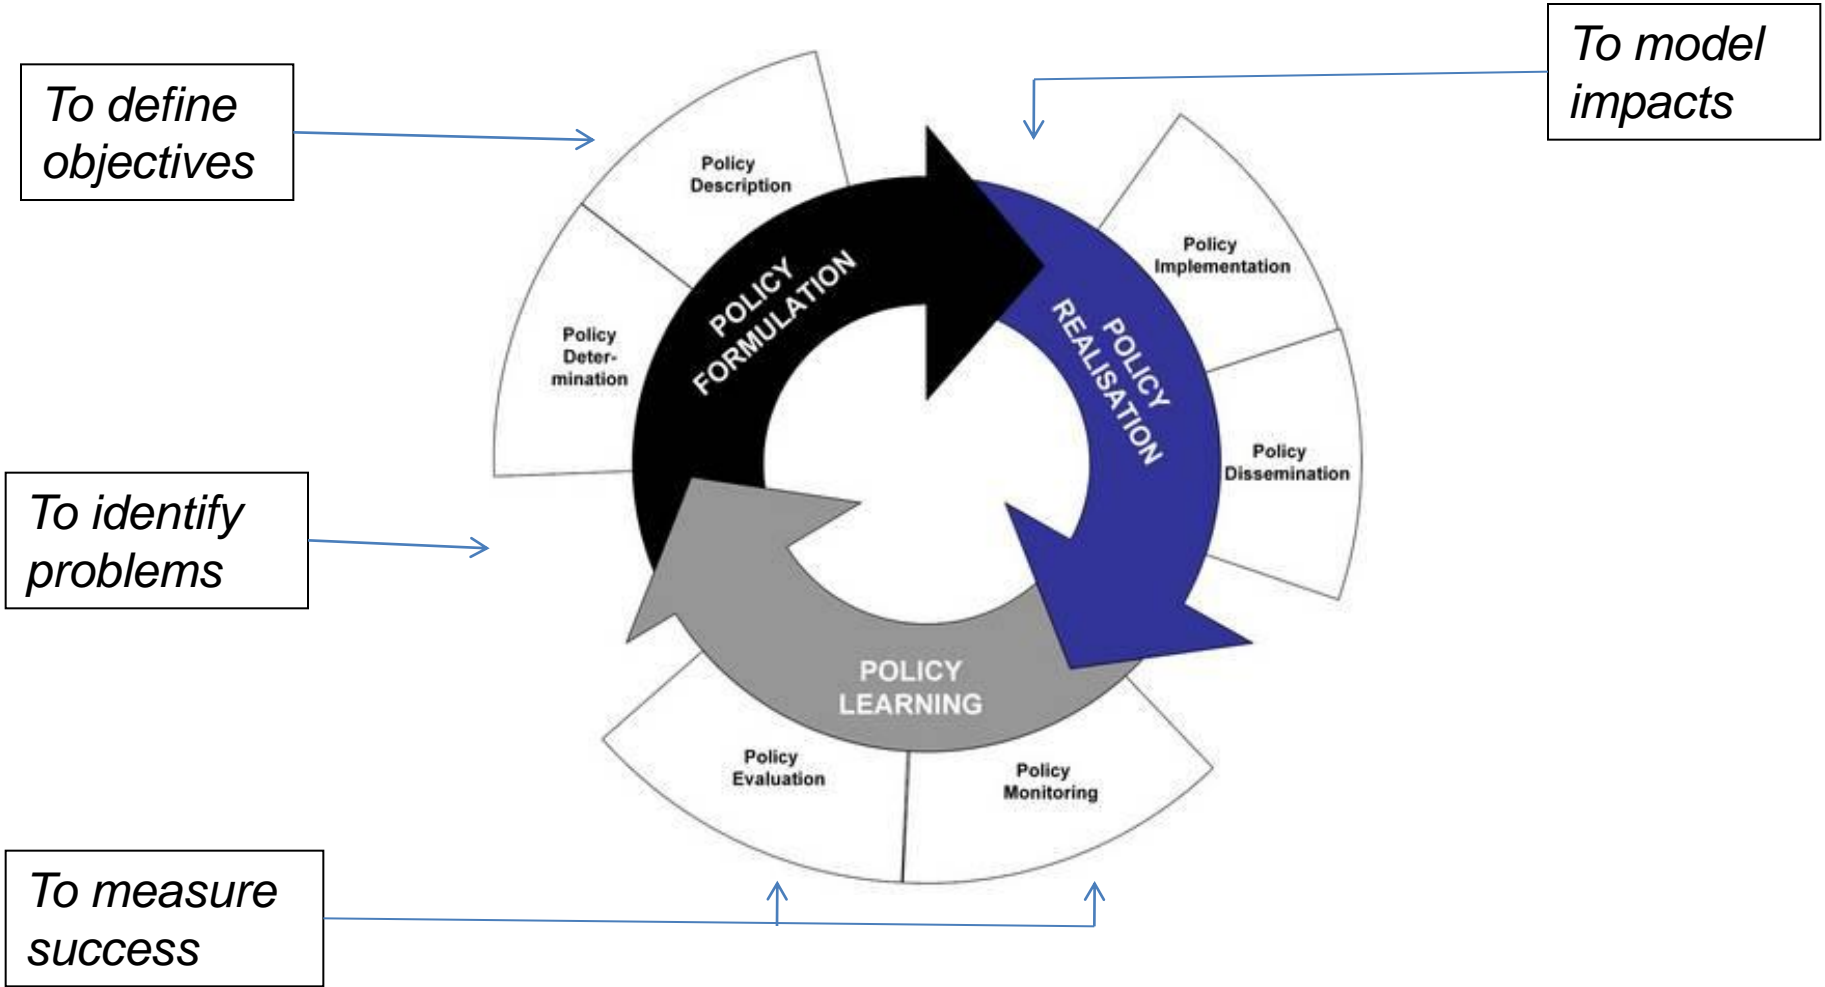 To define
objectives
To model
impacts
Policy
Description
Policy
Implementation
POLICY
FORMULATION
POLICY
REALISATION
Policy
Deter-
mination
Policy
Dissemination
To identify
problems
POLICY
LEARNING
Policy
Evaluation
Policy
Monitoring
To measure
success